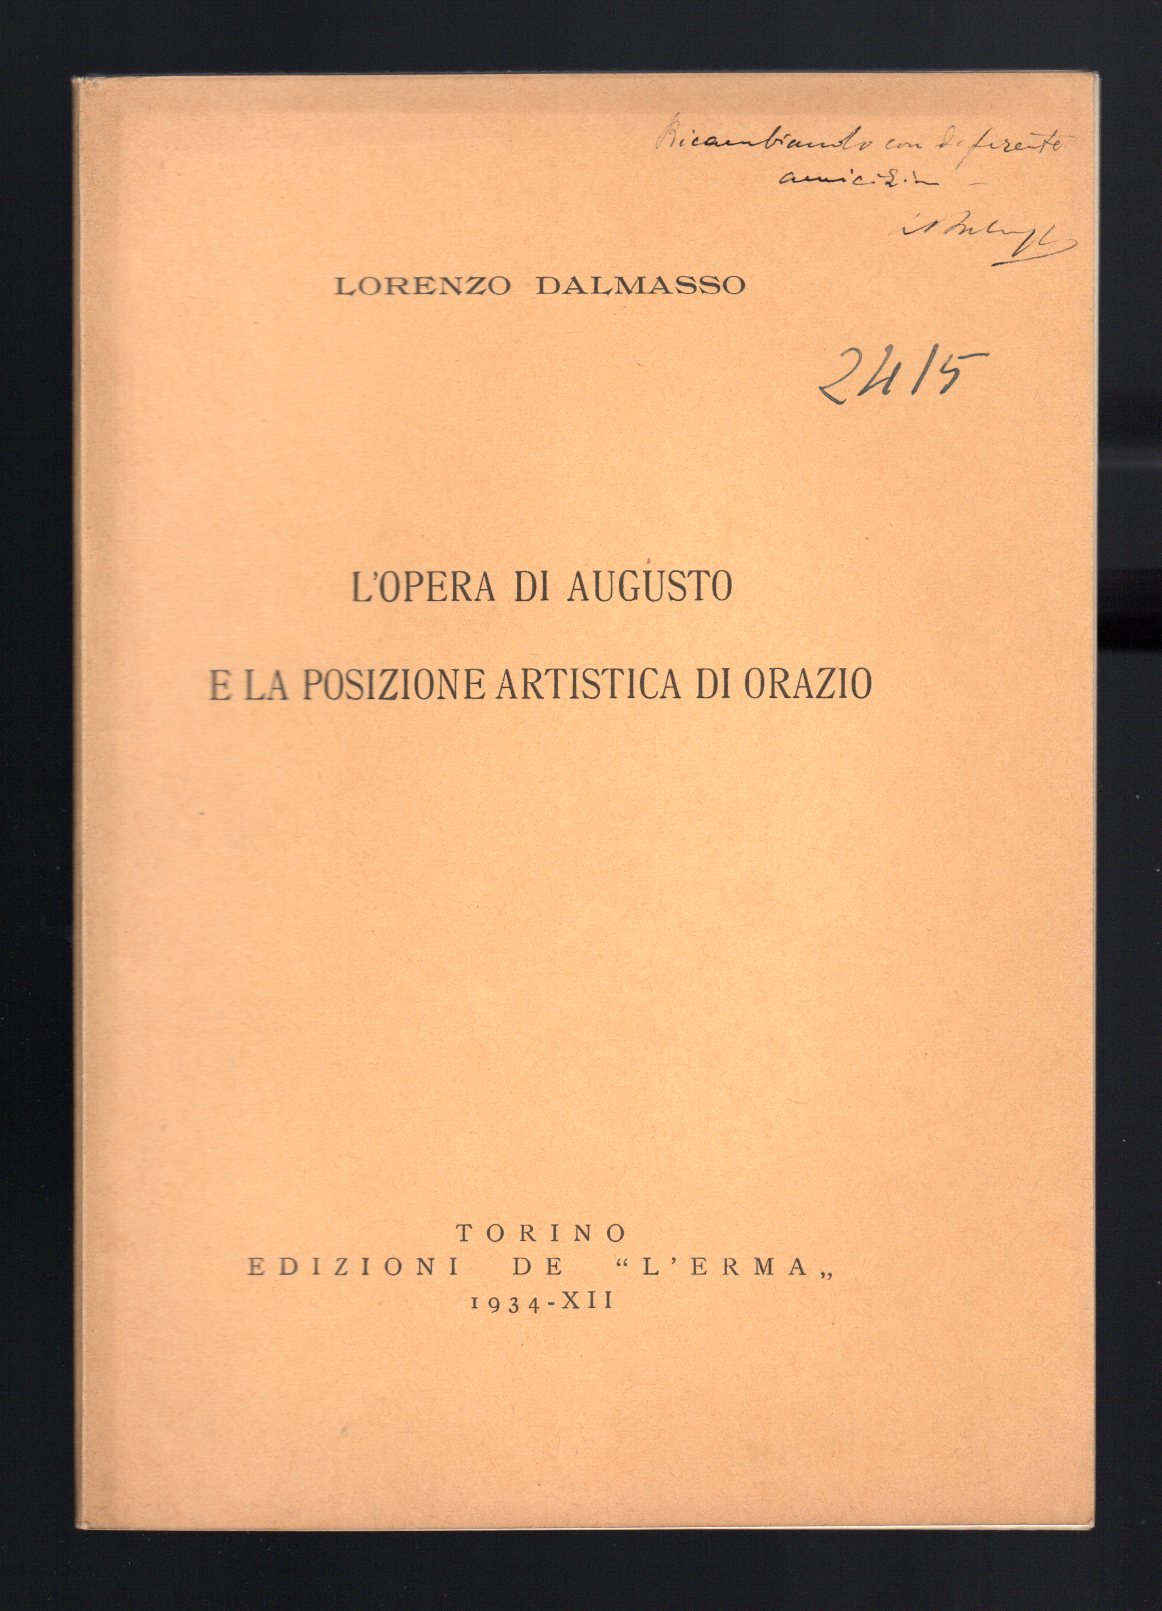 Ricambiando con deferente
amicizia –
LORENZO DALMASSO
2415
L'OPERA DI AUGUSTO
E LA POSIZIONE ARTISTICA DI ORAZIO
TORINO
EDIZIONI DE “L'ERMA„
1934-XII